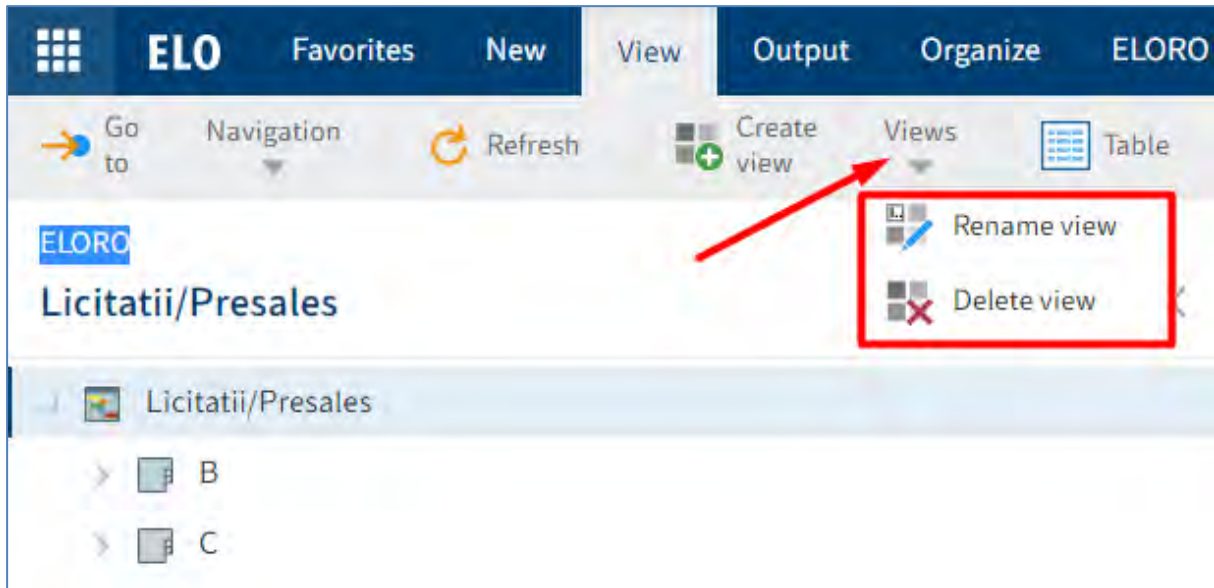 ELO Favorites New View Output Organize ELORO
Go to Navigation Refresh Create view Views Table
Rename view
Delete view
ELORO
Licitatii/Presales
Licitatii/Presales
B
C